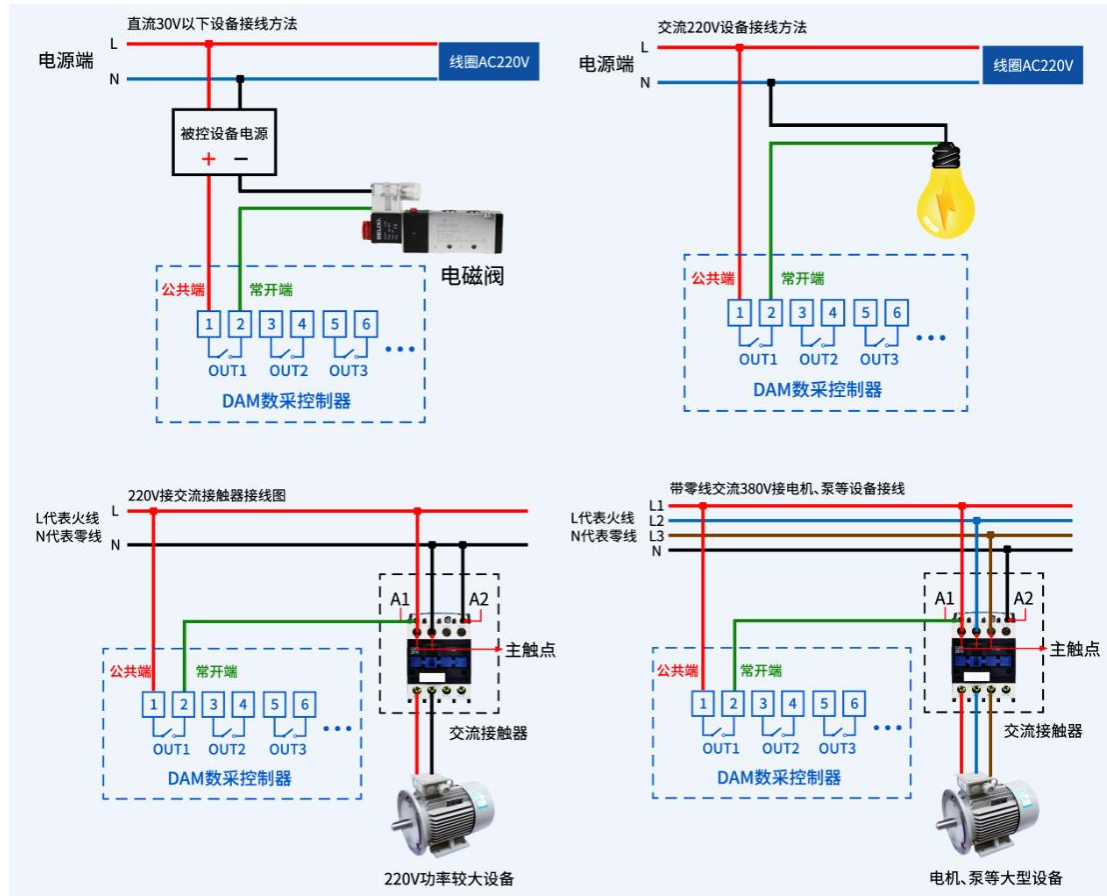 直流30V以下设备接线方法
L
电源端
线圈AC220V
N
被控设备电源
+ −
电磁阀
公共端 常开端
1 2 3 4 5 6 •••
OUT1 OUT2 OUT3
DAM数采控制器
交流220V设备接线方法
L
电源端
线圈AC220V
N
公共端 常开端
1 2 3 4 5 6 •••
OUT1 OUT2 OUT3
DAM数采控制器
220V接交流接触器接线图
L代表火线 L
N代表零线 N
A1 A2
主触点
公共端 常开端
1 2 3 4 5 6 •••
OUT1 OUT2 OUT3
交流接触器
DAM数采控制器
220V功率较大设备
带零线交流380V接电机、泵等设备接线
L1
L代表火线 L2
N代表零线 L3
N
A1 A2
主触点
公共端 常开端
1 2 3 4 5 6 •••
OUT1 OUT2 OUT3
交流接触器
DAM数采控制器
电机、泵等大型设备